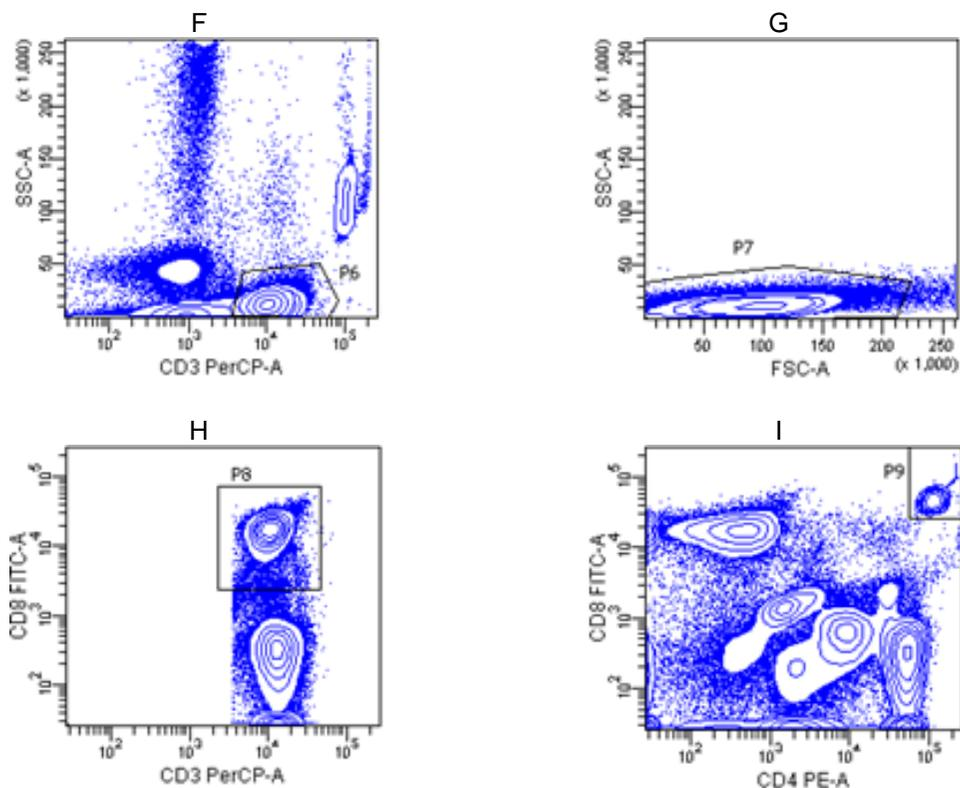 F
G
(x 1,000)
SSC-A
250
200
150
100
50
P6
10² 10³ 10⁴ 10⁵
CD3 PerCP-A
(x 1,000)
SSC-A
250
200
150
100
50
P7
50 100 150 200 250
FSC-A
(x 1,000)
H
I
CD8 FITC-A
10⁵
10⁴
10³
10²
P8
10² 10³ 10⁴ 10⁵
CD3 PerCP-A
CD8 FITC-A
10⁵
10⁴
10³
10²
P9
10² 10³ 10⁴ 10⁵
CD4 PE-A